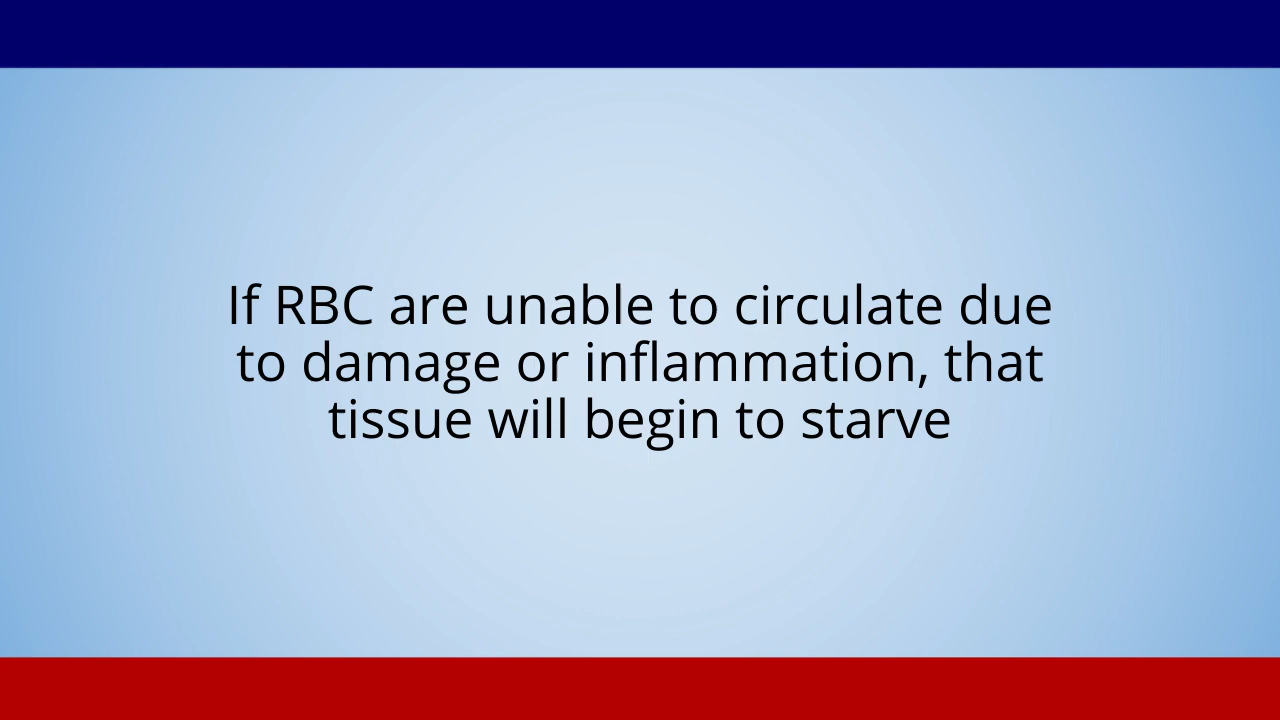 If RBC are unable to circulate due
to damage or inflammation, that
tissue will begin to starve